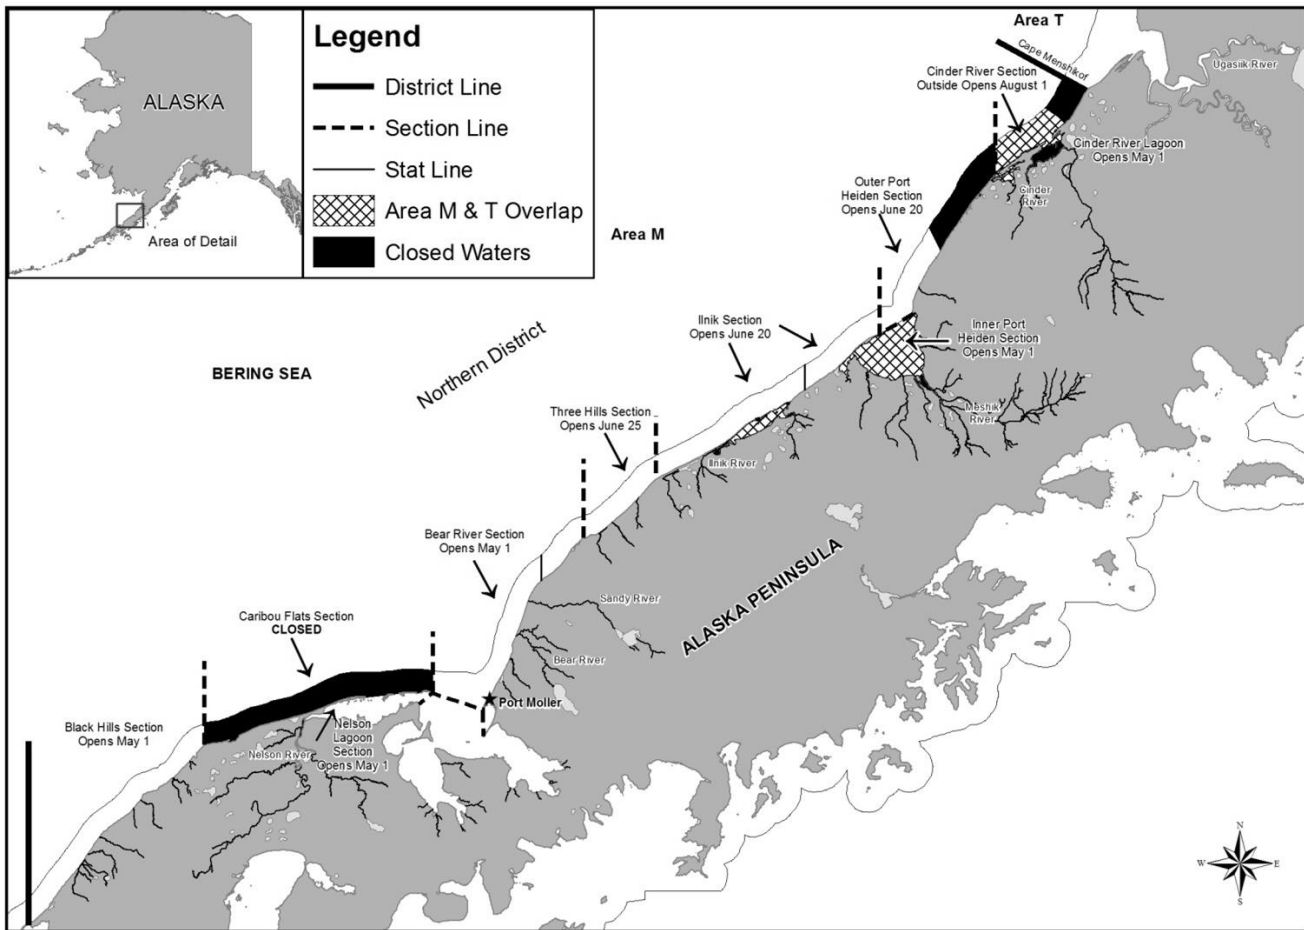 ALASKA
Area of Detail
Legend
District Line
Section Line
Stat Line
Area M & T Overlap
Closed Waters
Area T
Cape Menshikof
Ugasiik River
Cinder River Section
Outside Opens August 1
Cinder River Lagoon
Opens May 1
Cinder
River
Outer Port
Heiden Section
Opens June 20
Area M
Inner Port
Heiden Section
Opens May 1
Meshik
River
Ilnik Section
Opens June 20
Northern District
BERING SEA
Three Hills Section
Opens June 25
Ilnik River
Bear River Section
Opens May 1
Sandy River
Bear River
ALASKA PENINSULA
Caribou Flats Section
CLOSED
Port Moller
Black Hills Section
Opens May 1
Nelson River
Nelson
Lagoon
Section
Opens May 1
N
W
E
S